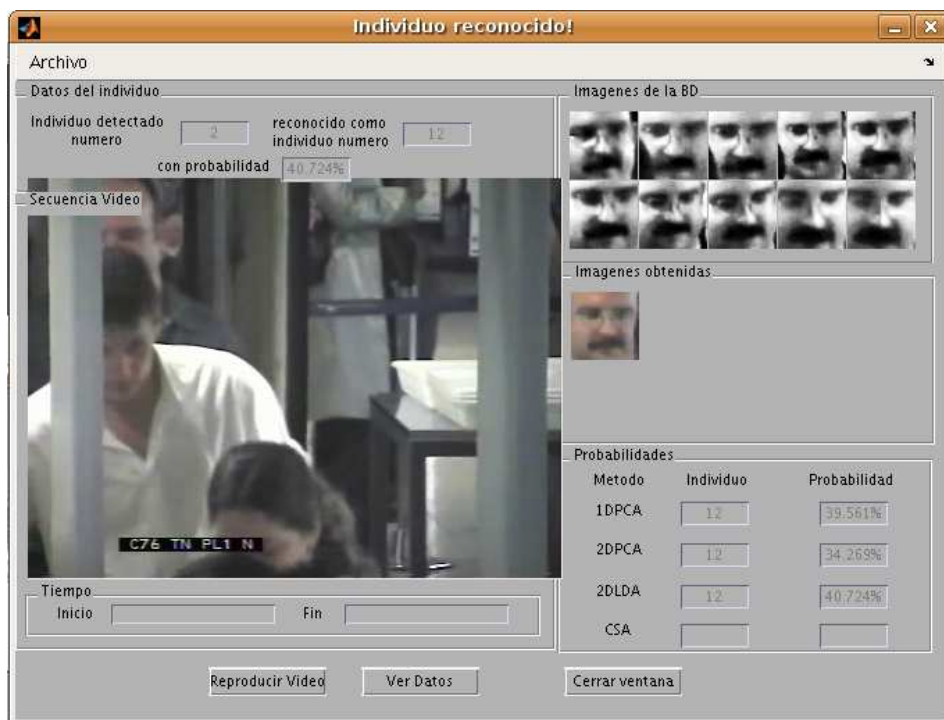 Individuo reconocido!
Archivo
Datos del individuo
Individuo detectado numero
2
reconocido como individuo numero
12
con probabilidad
40.724%
Secuencia Video
C76 TN PL1 N
Tiempo
Inicio
Fin
Imagenes de la BD
Imagenes obtenidas
Probabilidades
Metodo Individuo Probabilidad
1DPCA 12 39.561%
2DPCA 12 34.269%
2DLDA 12 40.724%
CSA
Reproducir Video
Ver Datos
Cerrar ventana